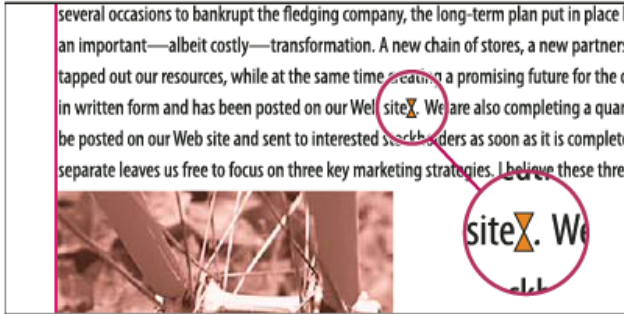 several occasions to bankrupt the fledging company, the long-term plan put in place
an important—albeit costly—transformation. A new chain of stores, a new partners
tapped out our resources, while at the same time creating a promising future for the
in written form and has been posted on our Web site. We are also completing a quar
be posted on our Web site and sent to interested stockholders as soon as it is complete
separate leaves us free to focus on three key marketing strategies. I believe these thre
site. We